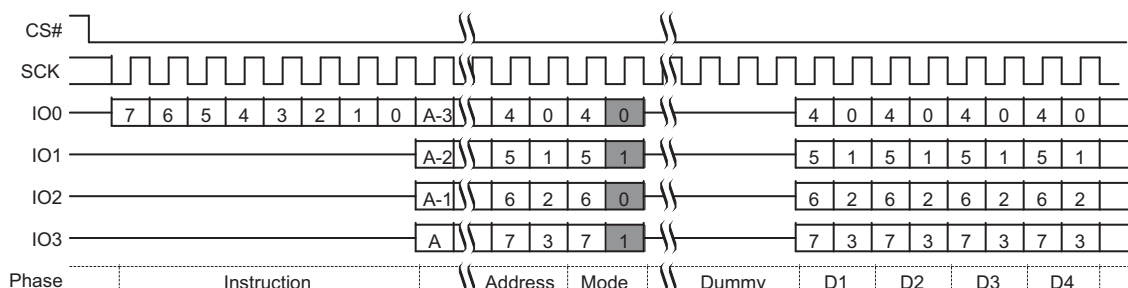 CS#
SCK
IO0 7 6 5 4 3 2 1 0 A-3 4 0 4 0 4 0 4 0 4 0 4 0
IO1 A-2 5 1 5 1 5 1 5 1 5 1 5 1
IO2 A-1 6 2 6 0 6 2 6 2 6 2 6 2
IO3 A 7 3 7 1 7 3 7 3 7 3 7 3
Phase Instruction Address Mode Dummy D1 D2 D3 D4